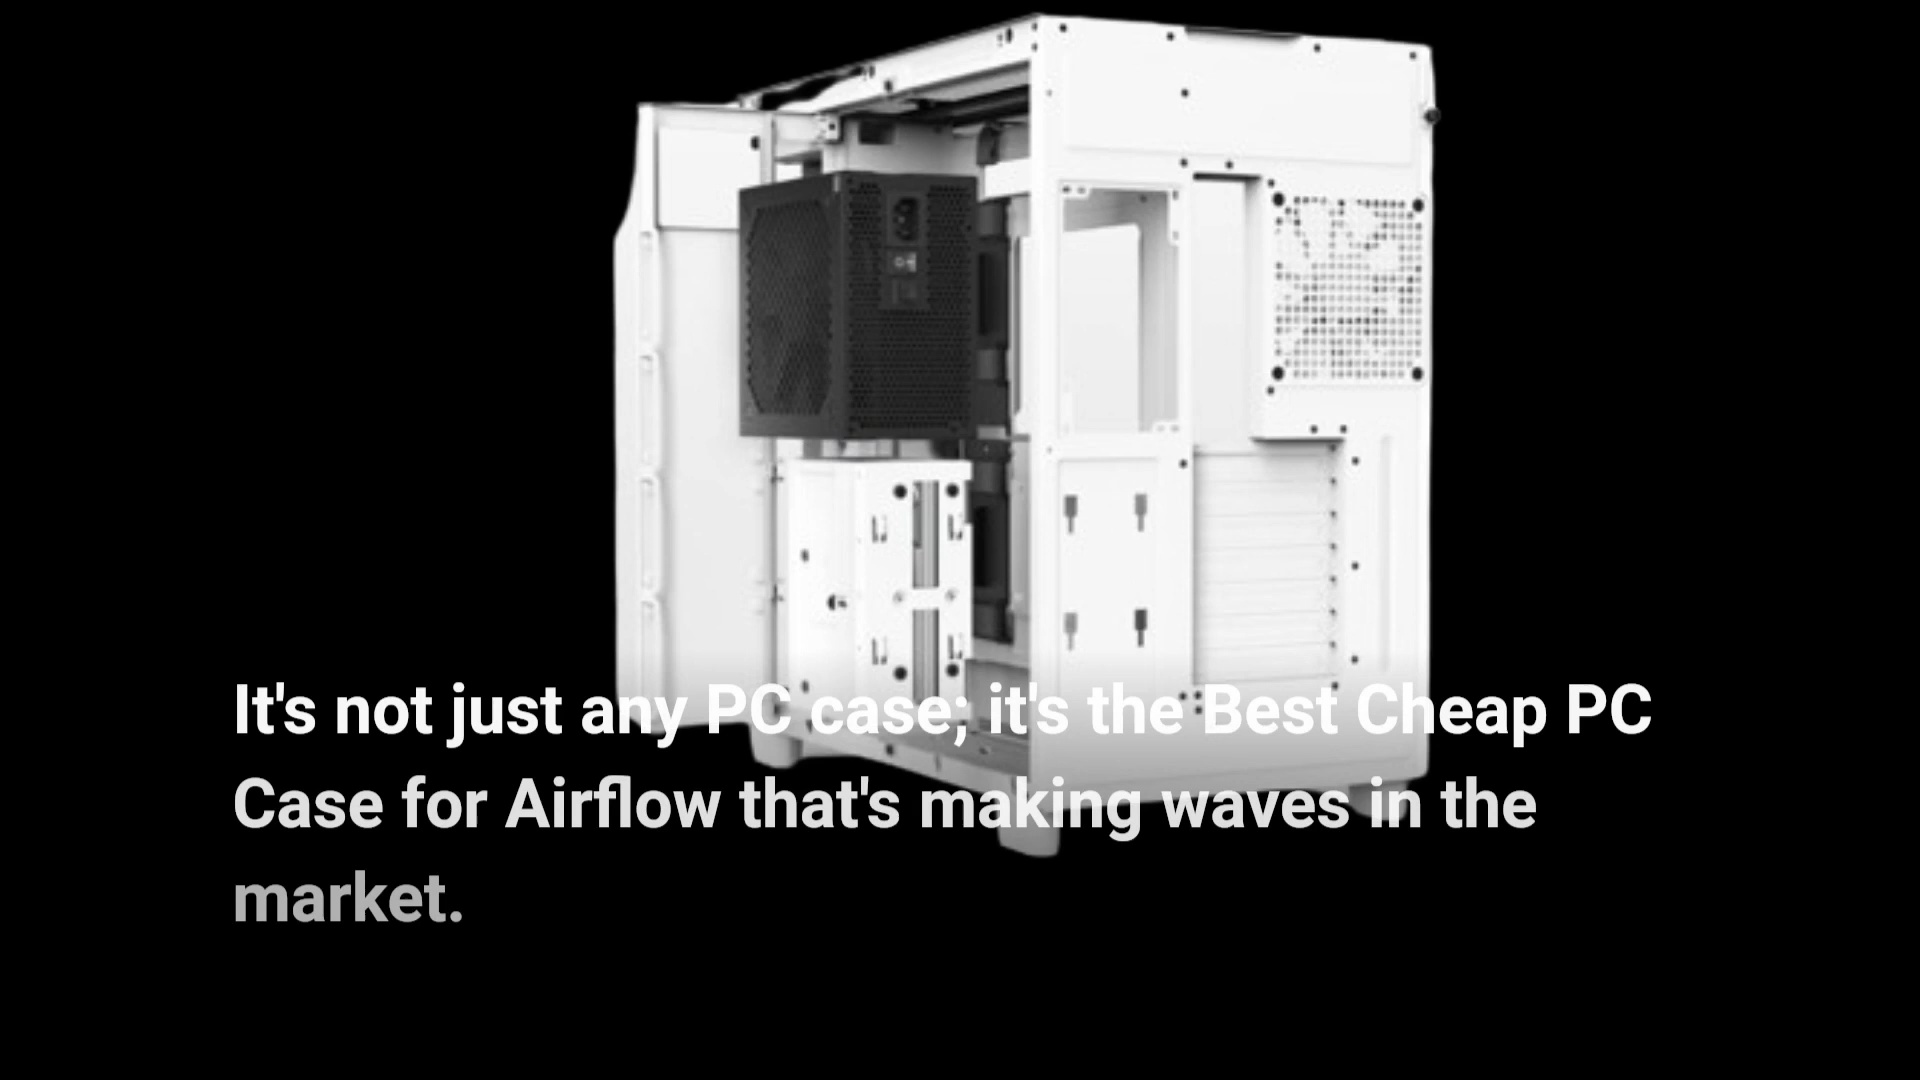 It's not just any PC case; it's the Best Cheap PC
Case for Airflow that's making waves in the
market.